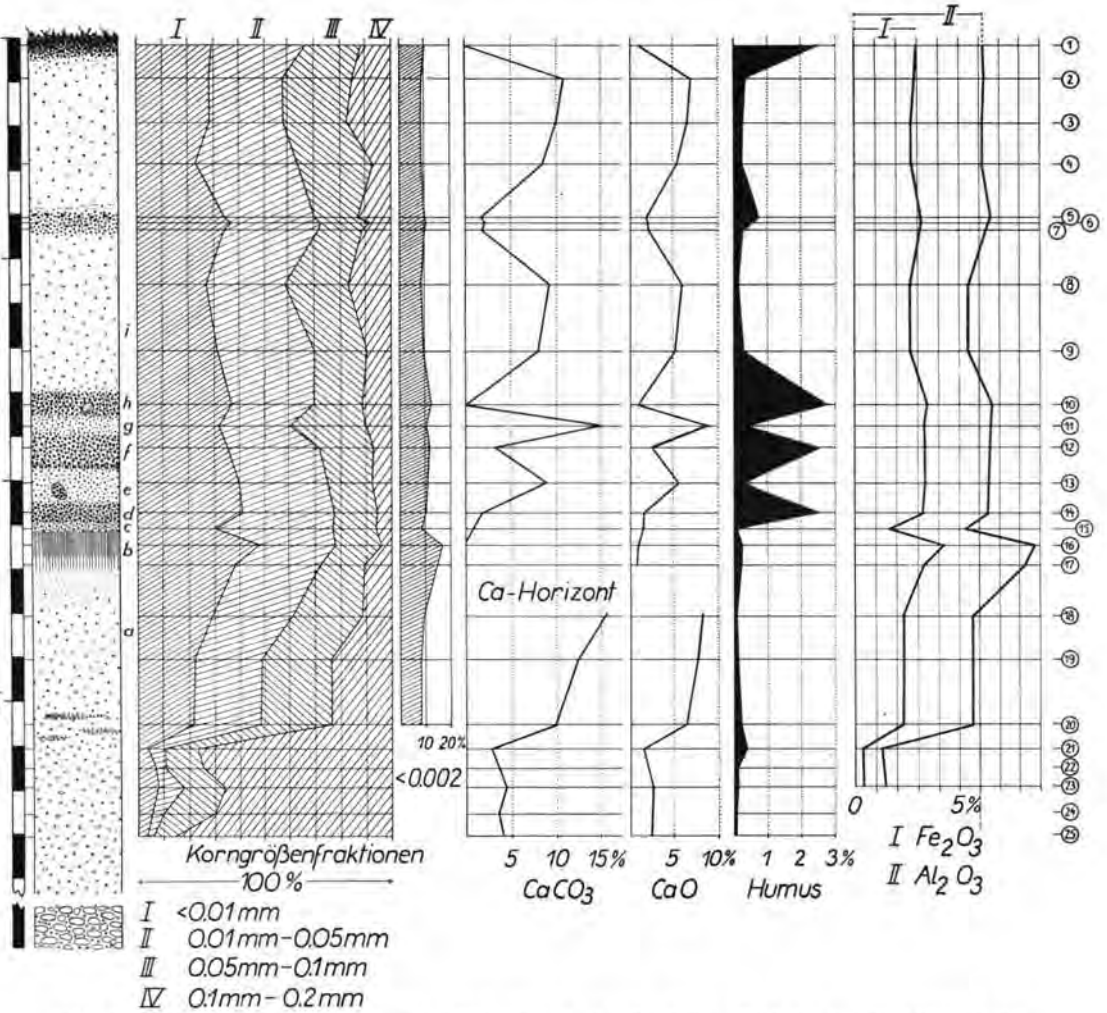 I II III IV
II
I
1
2
3
4
5
6
7
8
i
9
h
10
g
11
f
12
e
13
d
14
c
15
b
16
17
Ca-Horizont
18
a
19
20
10 20%
21
<0.002
22
23
24
25
0 5%
Korngrößenfraktionen
100%
5 10 15%
5 10%
1 2 3%
CaCO3
CaO
Humus
I Fe2O3
II Al2O3
I <0.01mm
II 0.01mm-0.05mm
III 0.05mm-0.1mm
IV 0.1mm-0.2mm